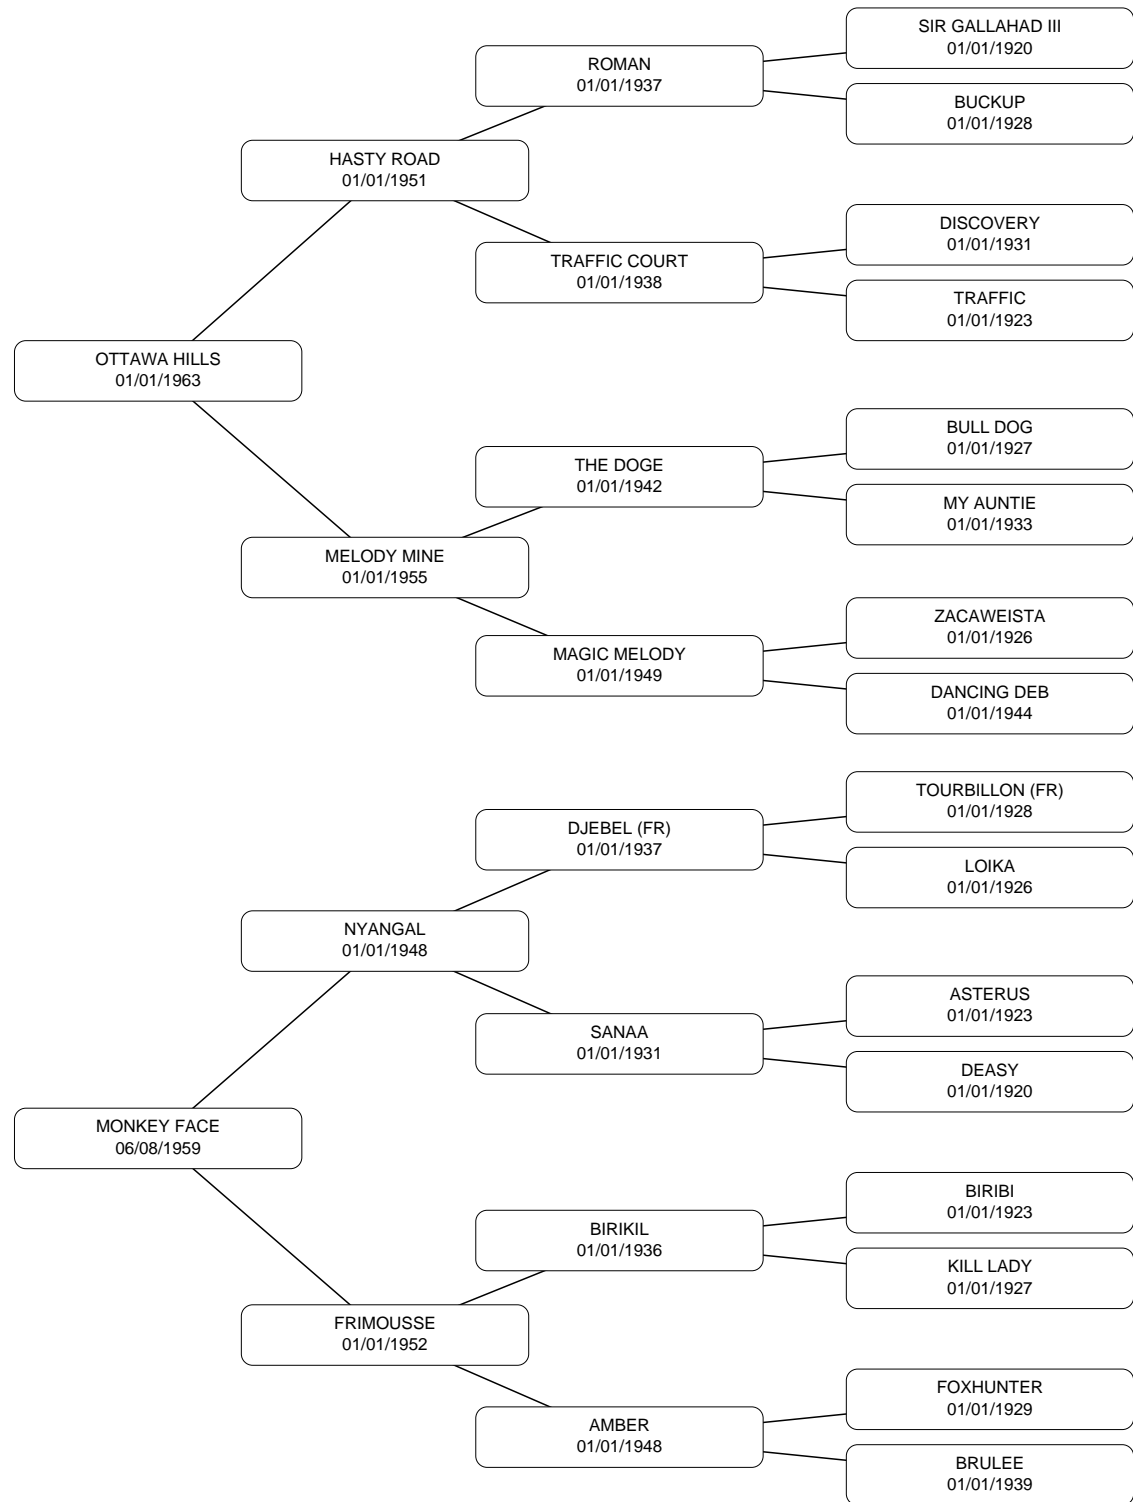 SIR GALLAHAD III
01/01/1920
ROMAN
01/01/1937
BUCKUP
01/01/1928
HASTY ROAD
01/01/1951
DISCOVERY
01/01/1931
TRAFFIC COURT
01/01/1938
TRAFFIC
01/01/1923
OTTAWA HILLS
01/01/1963
BULL DOG
01/01/1927
THE DOGE
01/01/1942
MY AUNTIE
01/01/1933
MELODY MINE
01/01/1955
ZACAWEISTA
01/01/1926
MAGIC MELODY
01/01/1949
DANCING DEB
01/01/1944
TOURBILLON (FR)
01/01/1928
DJEBEL (FR)
01/01/1937
LOIKA
01/01/1926
NYANGAL
01/01/1948
ASTERUS
01/01/1923
SANAA
01/01/1931
DEASY
01/01/1920
MONKEY FACE
06/08/1959
BIRIBI
01/01/1923
BIRIKIL
01/01/1936
KILL LADY
01/01/1927
FRIMOUSSE
01/01/1952
FOXHUNTER
01/01/1929
AMBER
01/01/1948
BRULEE
01/01/1939